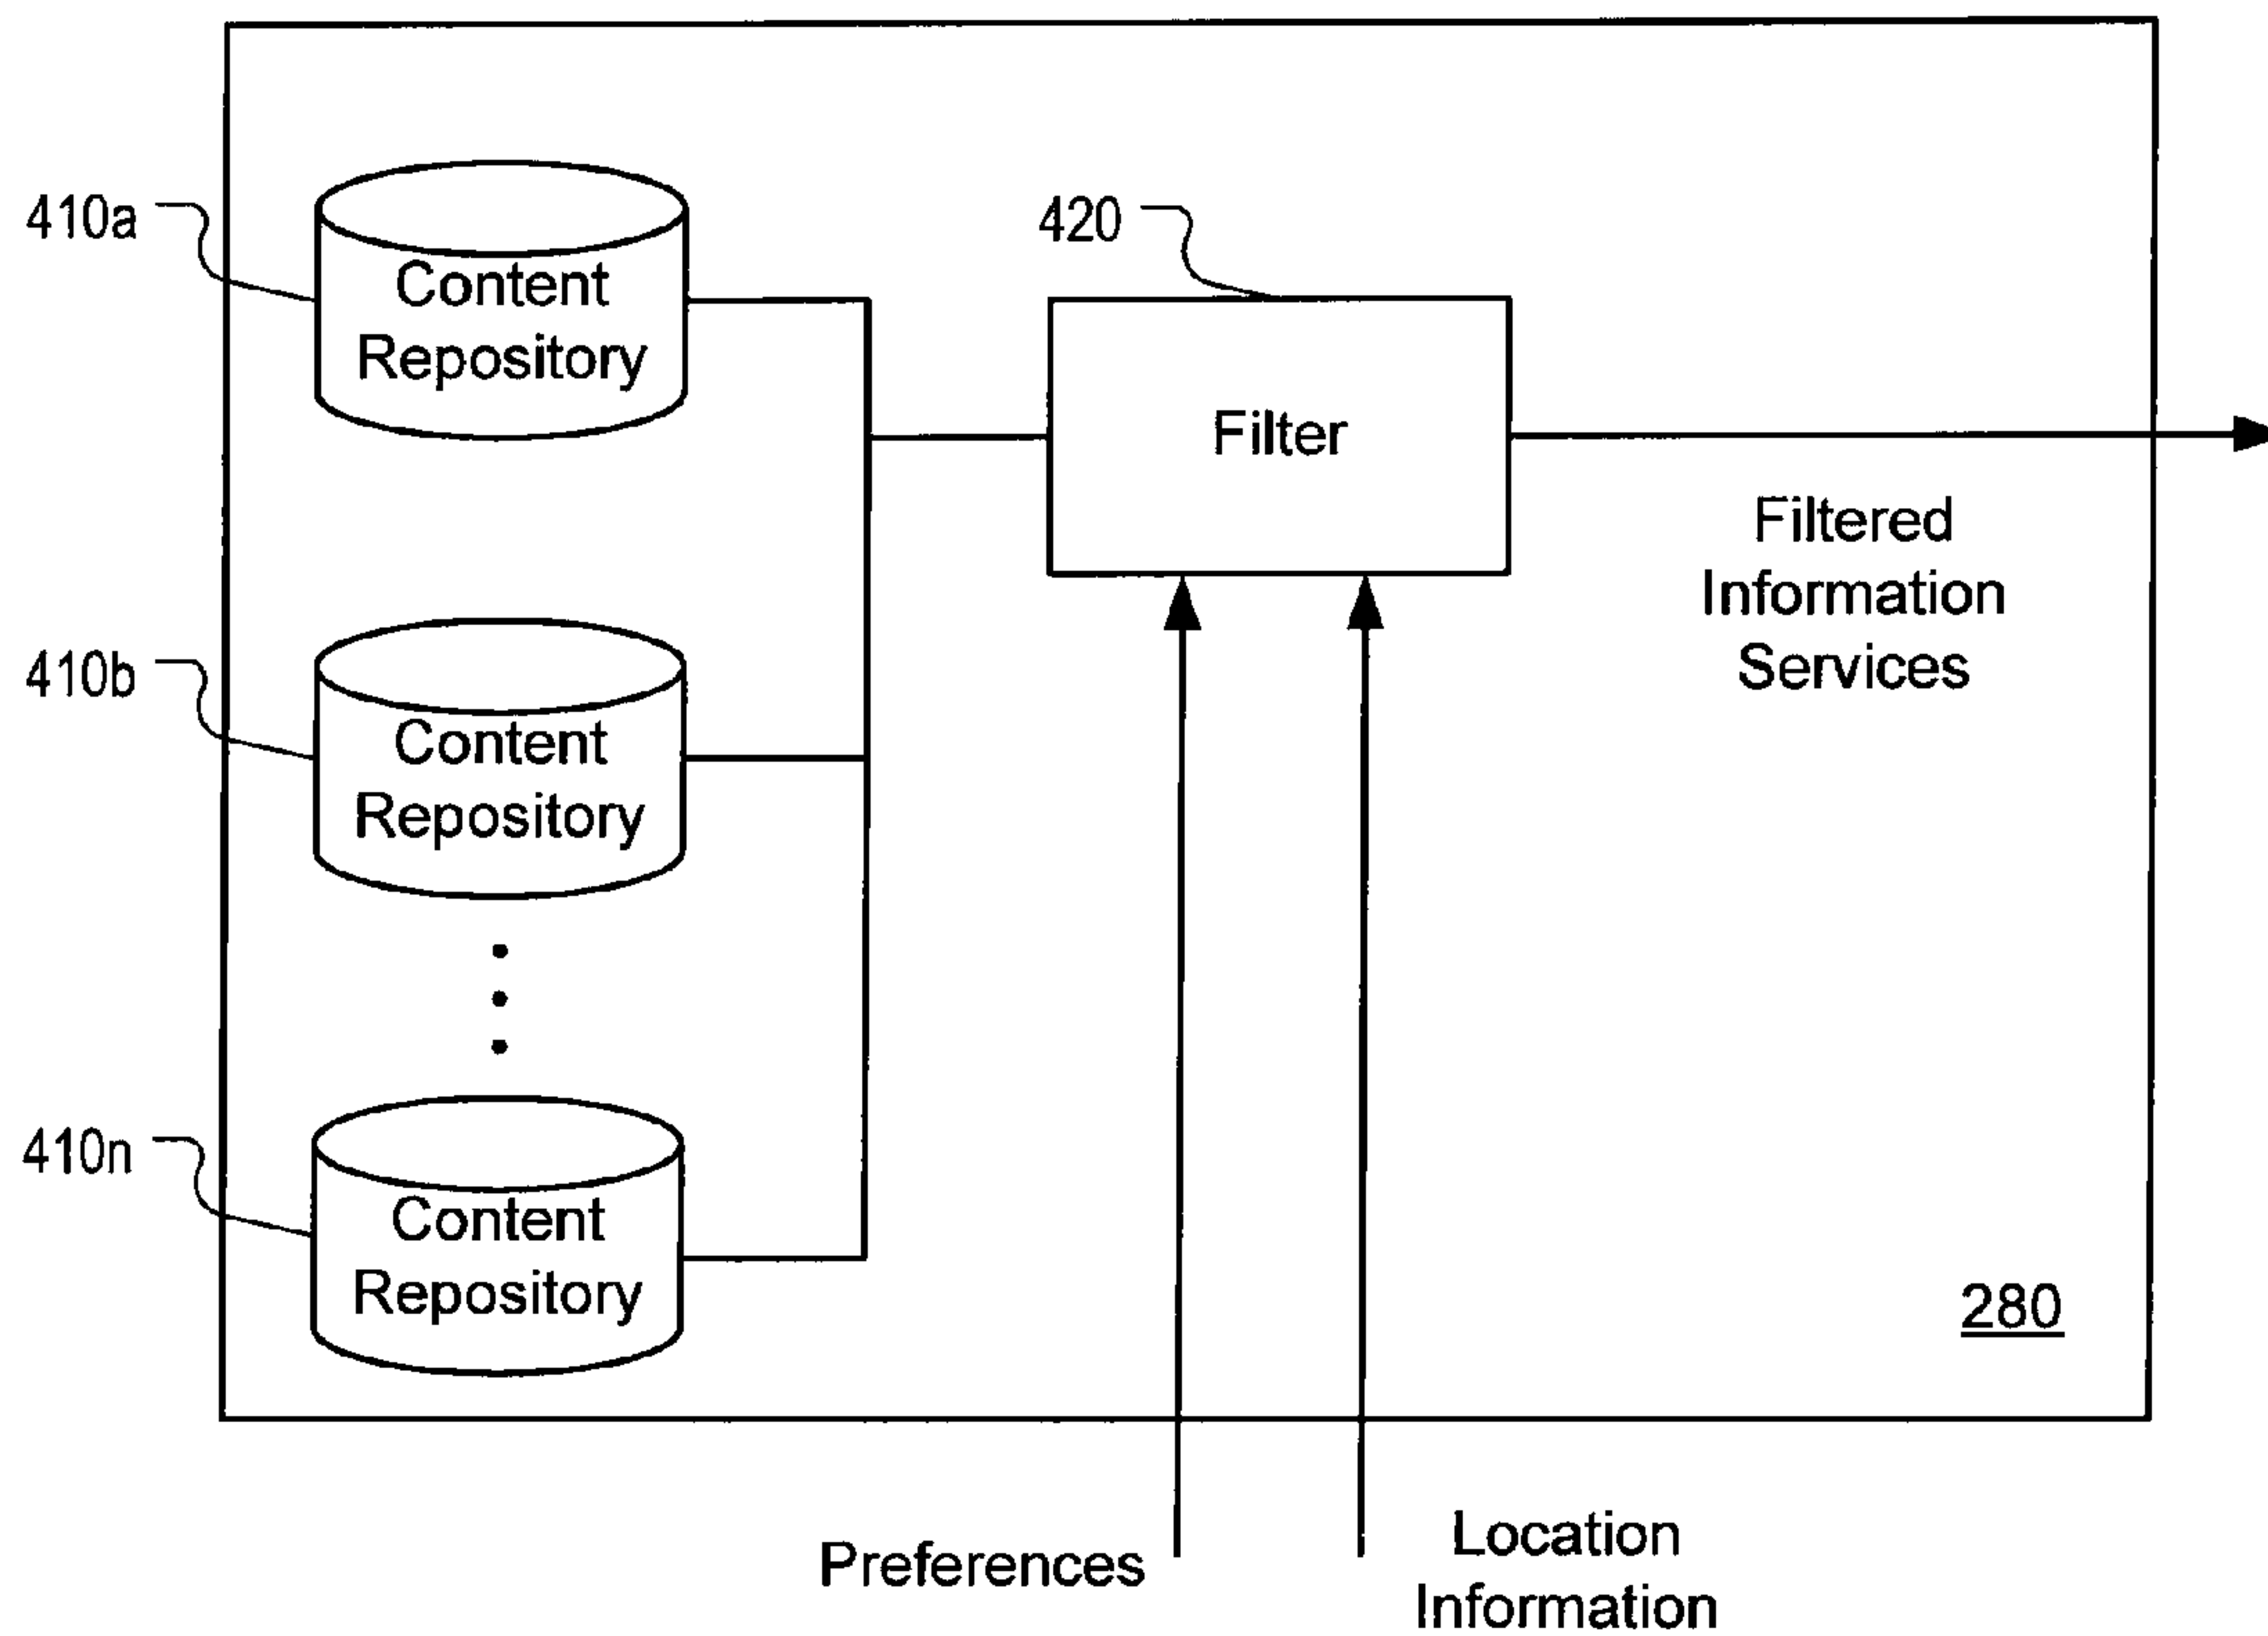 410a
Content
Repository
420
Filter
Filtered
Information
Services
410b
Content
Repository
410n
Content
Repository
280
Preferences
Location
Information